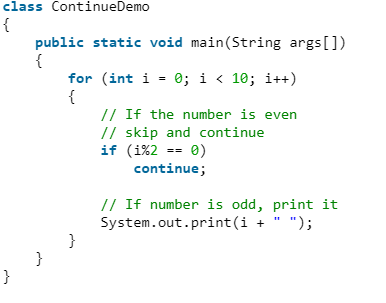 class ContinueDemo
{
    public static void main(String args[])
    {
        for (int i = 0; i < 10; i++)
        {
            // If the number is even
            // skip and continue
            if (i%2 == 0)
                continue;

            // If number is odd, print it
            System.out.print(i + " ");
        }
    }
}